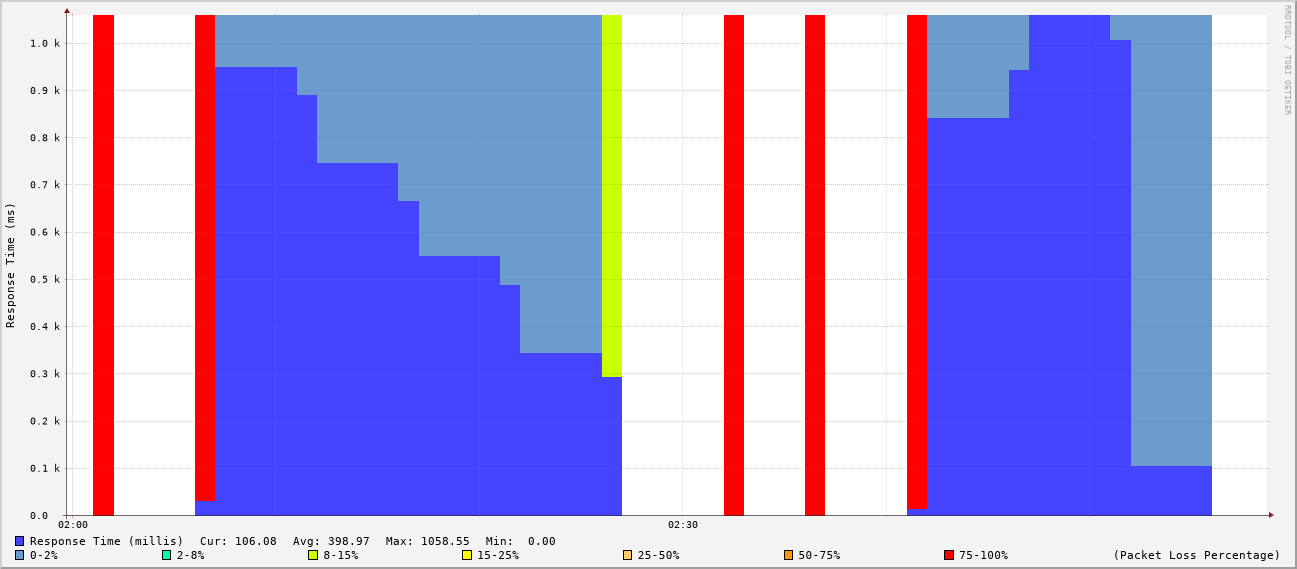 RRDTOOL / TOBI OETIKER
Response Time (ms)
1.0 k
0.9 k
0.8 k
0.7 k
0.6 k
0.5 k
0.4 k
0.3 k
0.2 k
0.1 k
0.0
02:00 02:30
Response Time (millis) Cur: 106.08 Avg: 398.97 Max: 1058.55 Min: 0.00
0-2% 2-8% 8-15% 15-25% 25-50% 50-75% 75-100% (Packet Loss Percentage)